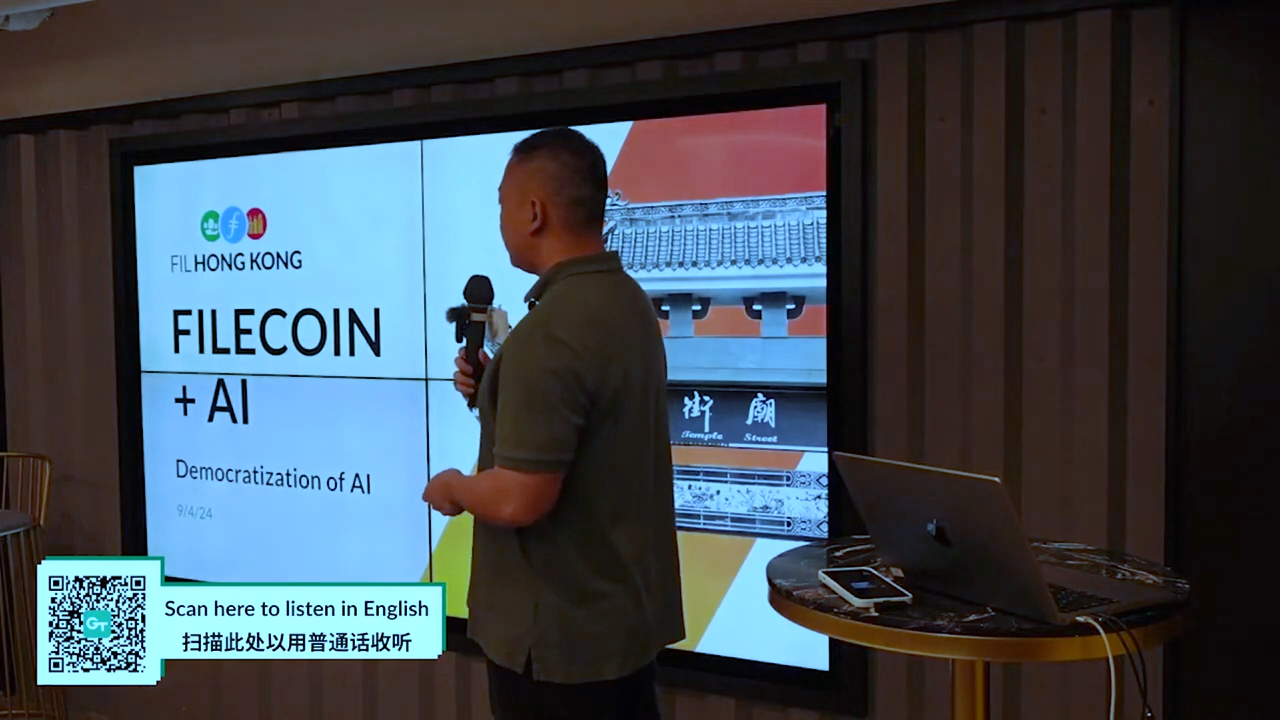 FIL HONG KONG
FILECOIN
+ AI
Democratization of AI
9/4/24
街 廟
Temple Street
GT
Scan here to listen in English
扫描此处以用普通话收听